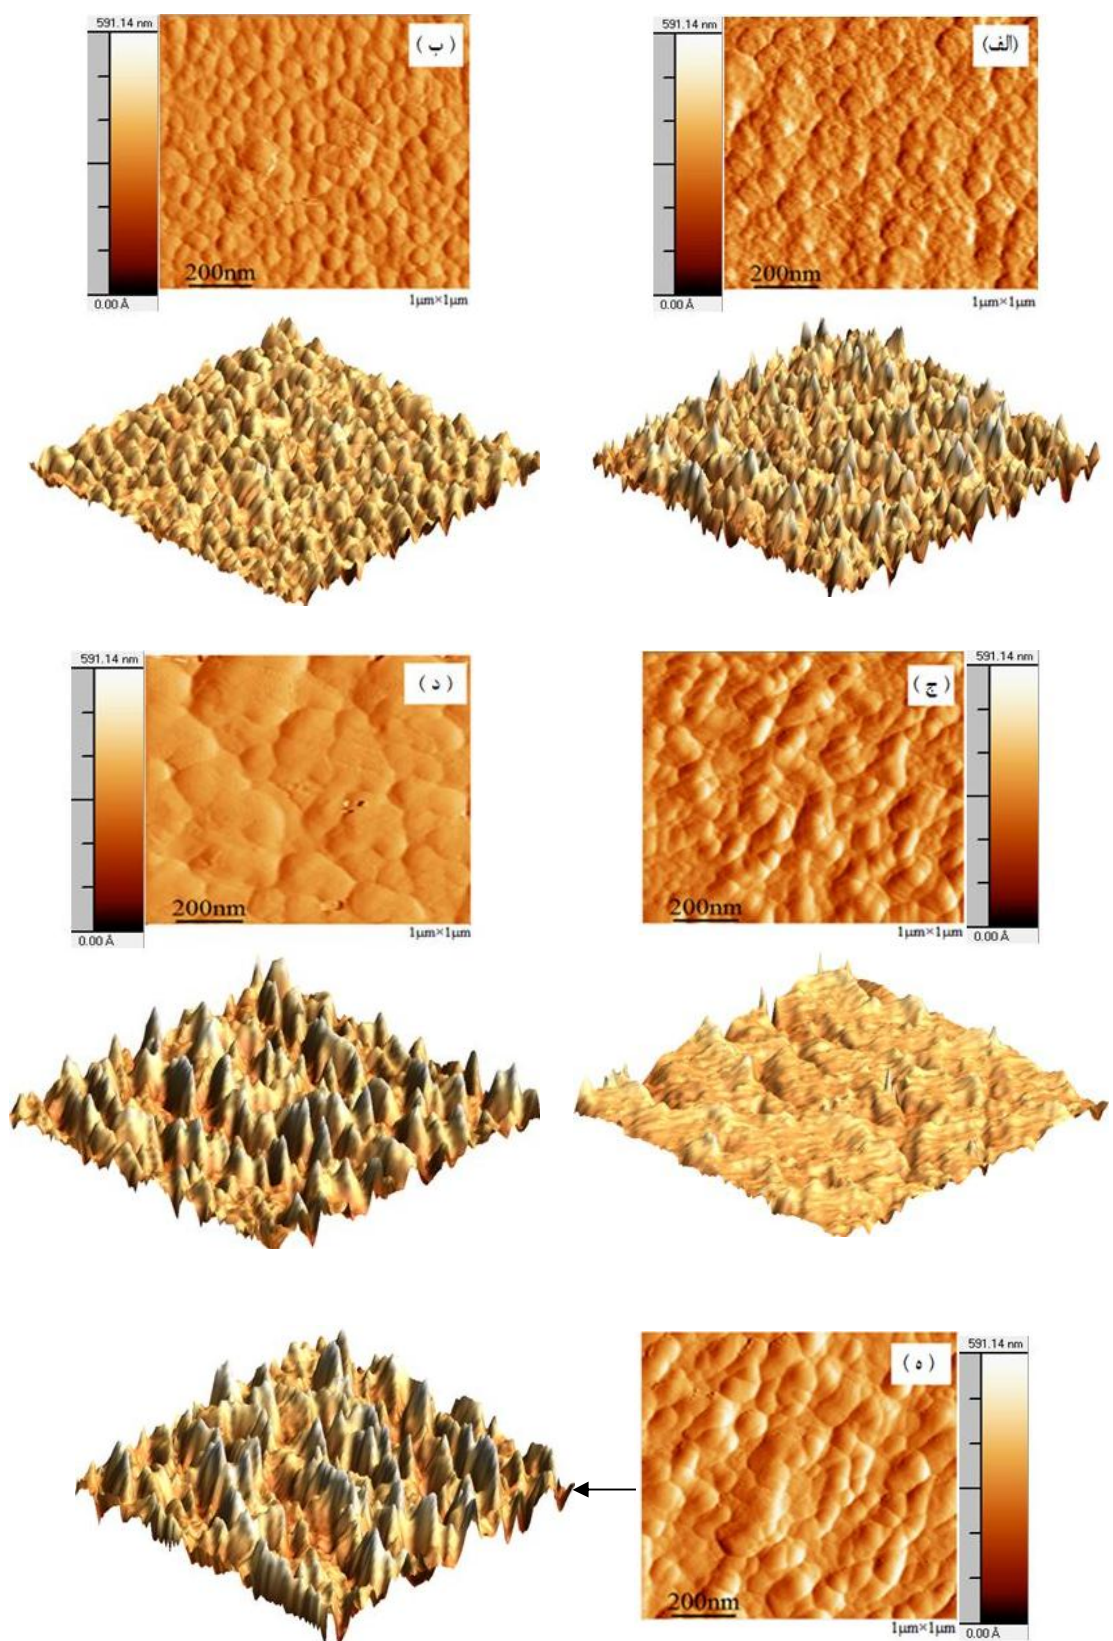 (الف)
591.14 nm
0.00 Å
200nm
1µm×1µm
( ب )
591.14 nm
0.00 Å
200nm
1µm×1µm
( ج )
591.14 nm
0.00 Å
200nm
1µm×1µm
( د )
591.14 nm
0.00 Å
200nm
1µm×1µm
( ه )
591.14 nm
0.00 Å
200nm
1µm×1µm